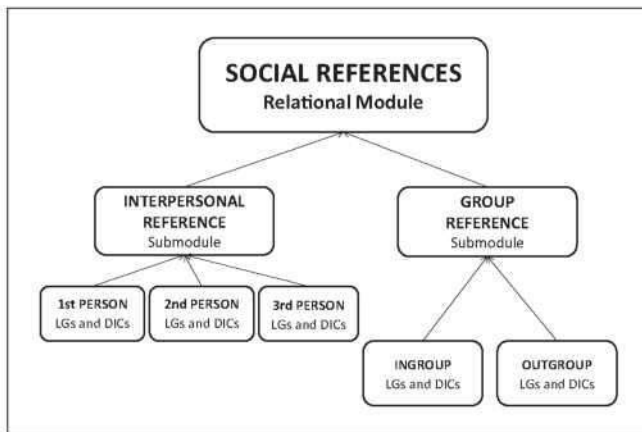 SOCIAL REFERENCES
Relational Module
INTERPERSONAL
REFERENCE
Submodule
GROUP
REFERENCE
Submodule
1st PERSON
LGs and DICs
2nd PERSON
LGs and DICs
3rd PERSON
LGs and DICs
INGROUP
LGs and DICs
OUTGROUP
LGs and DICs